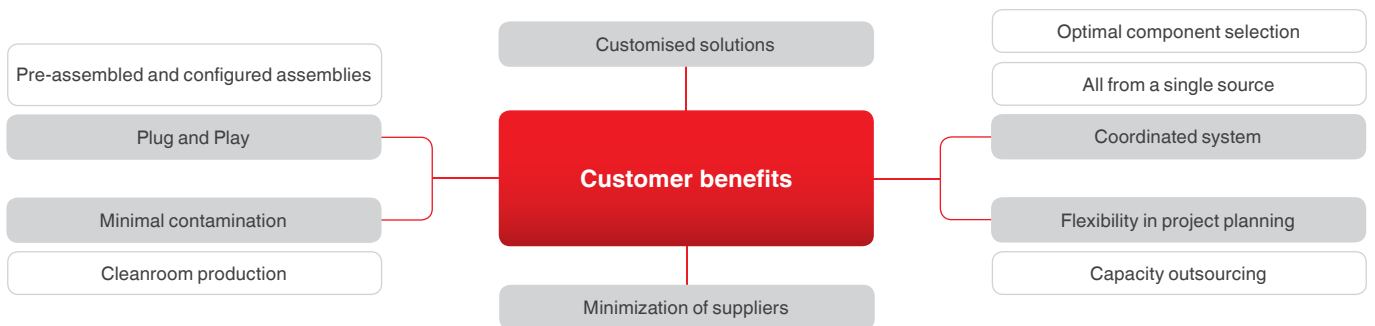 Pre-assembled and configured assemblies
Plug and Play
Minimal contamination
Cleanroom production
Customised solutions
Customer benefits
Minimization of suppliers
Optimal component selection
All from a single source
Coordinated system
Flexibility in project planning
Capacity outsourcing